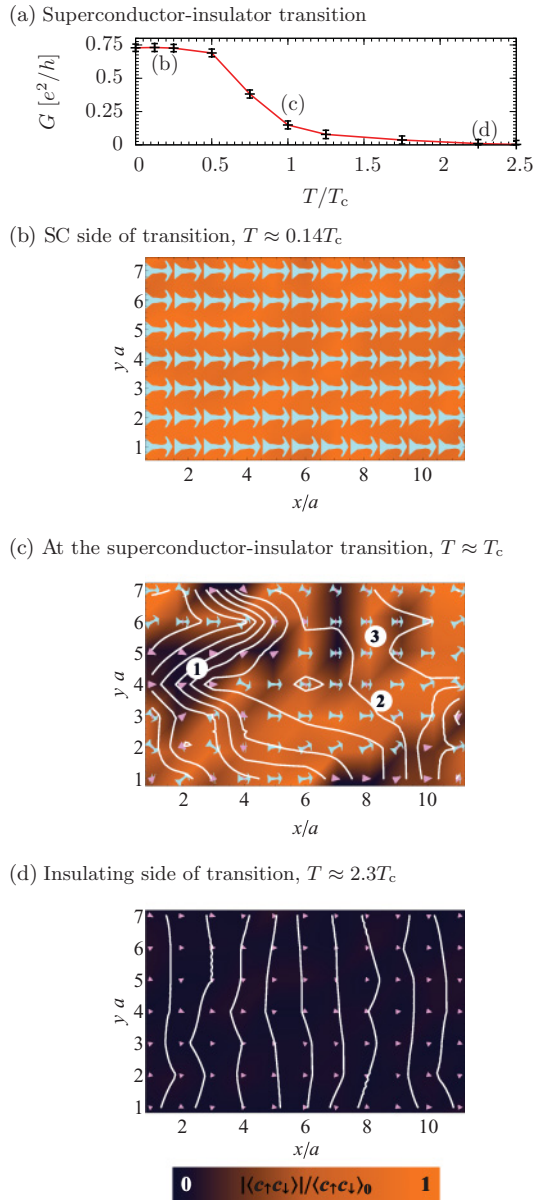 (a) Superconductor-insulator transition
G [e²/h]
0.75
0.5
0.25
0
(b)
(c)
(d)
0 0.5 1 1.5 2 2.5
T/Tc
(b) SC side of transition, T ≈ 0.14Tc
y a
7
6
5
4
3
2
1
2 4 6 8 10
x/a
(c) At the superconductor-insulator transition, T ≈ Tc
y a
7
6
5
4
3
2
1
1
3
2
2 4 6 8 10
x/a
(d) Insulating side of transition, T ≈ 2.3Tc
y a
7
6
5
4
3
2
1
2 4 6 8 10
x/a
0 |⟨c↑c↓⟩|/⟨c↑c↓⟩0 1